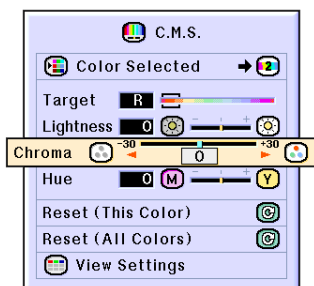 C.M.S.
Color Selected 2
Target R
Lightness 0 - +
Chroma -30 0 +30
Hue 0 M Y
Reset (This Color)
Reset (All Colors)
View Settings